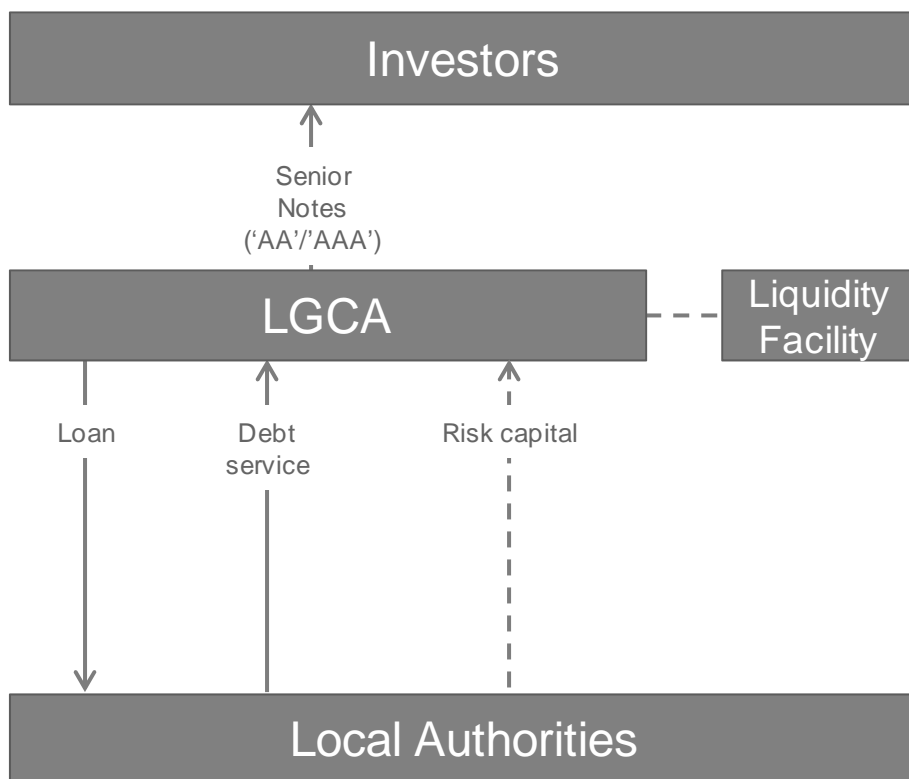 Investors
Senior
Notes
(‘AA’/’AAA’)
LGCA
Liquidity
Facility
Loan
Debt
service
Risk capital
Local Authorities